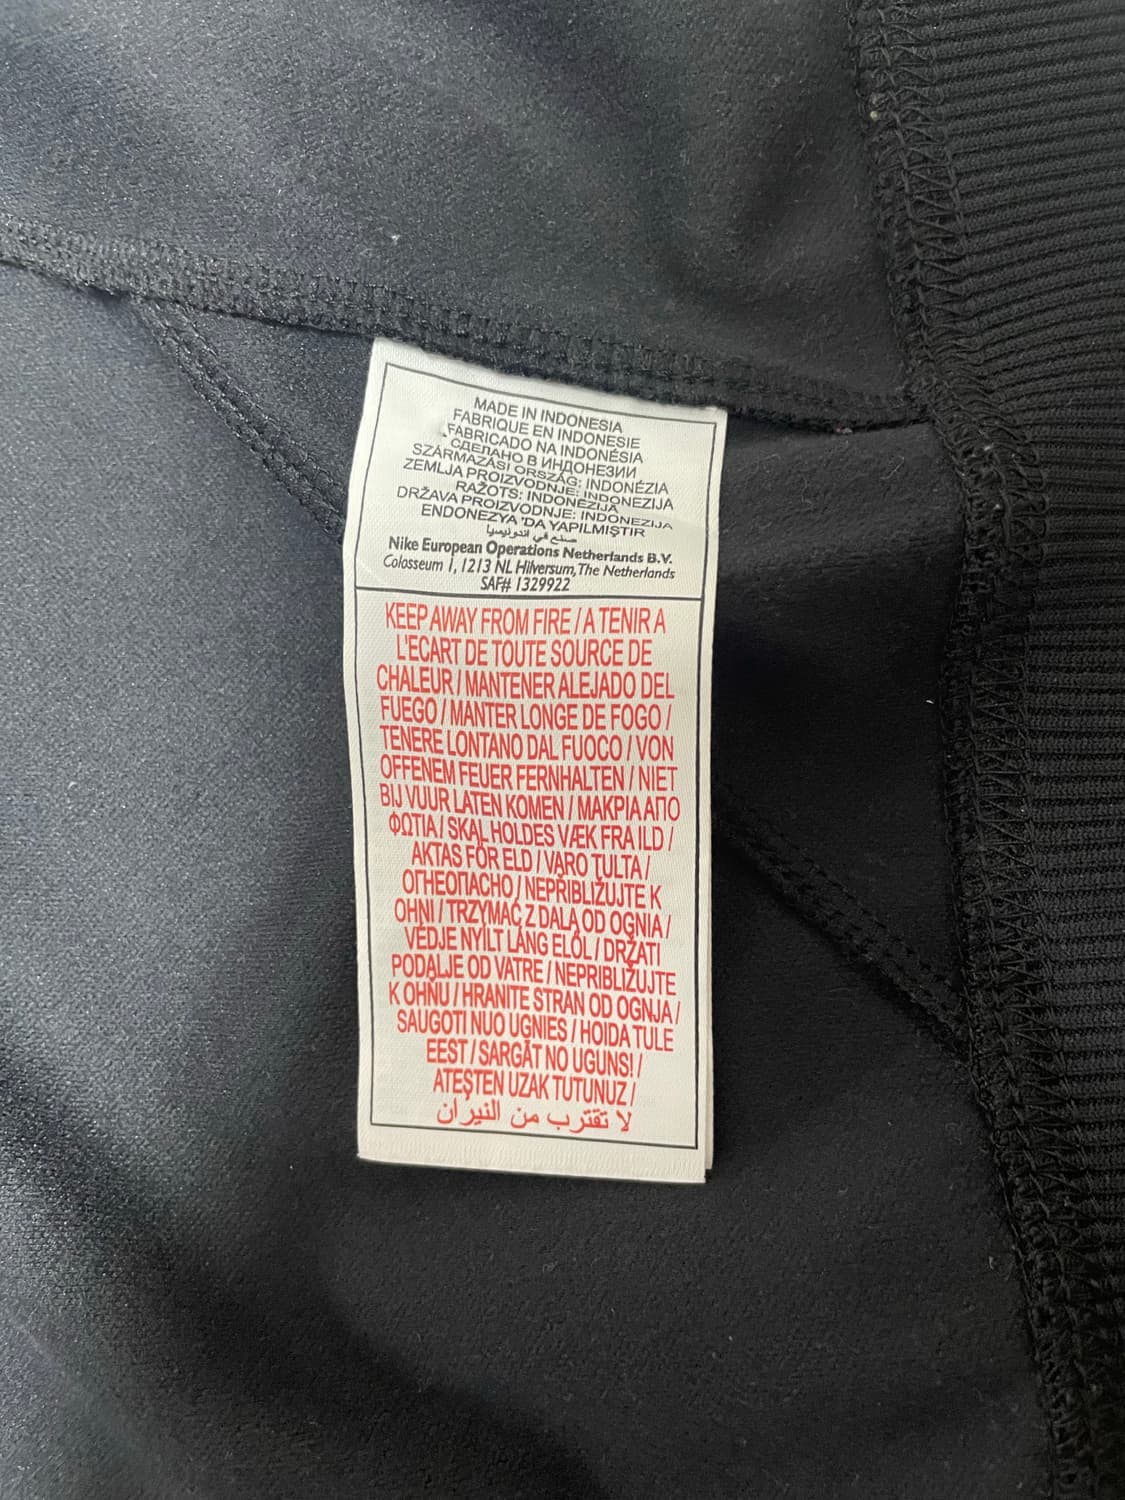 MADE IN INDONESIA
FABRIQUE EN INDONESIE
FABRICADO NA INDONÉSIA
СДЕЛАНО В ИНДОНЕЗИИ
SZÁRMAZÁSI ORSZÁG: INDONÉZIA
ZEMLJA PROIZVODNJE: INDONEZIJA
RAŽOTS: INDONĒZIJA
DRŽAVA PROIZVODNJE: INDONEZIJA
ENDONEZYA 'DA YAPILMIŞTIR
صنع في اندونيسيا
Nike European Operations Netherlands B.V.
Colosseum 1, 1213 NL Hilversum, The Netherlands
SAF# 1329922
KEEP AWAY FROM FIRE / A TENIR A
L'ECART DE TOUTE SOURCE DE
CHALEUR / MANTENER ALEJADO DEL
FUEGO / MANTER LONGE DE FOGO /
TENERE LONTANO DAL FUOCO / VON
OFFENEM FEUER FERNHALTEN / NIET
BIJ VUUR LATEN KOMEN / ΜΑΚΡΙΑ ΑΠΟ
ΦΩΤΙΑ / SKAL HOLDES VÆK FRA ILD /
AKTAS FÖR ELD / VARO TULTA /
ОГНЕОПАСНО / NEPŘIBLIŽUJTE K
OHNI / TRZYMAĆ Z DALA OD OGNIA /
VÉDJE NYÍLT LÁNG ELŐL / DRŽATI
PODALJE OD VATRE / NEPRIBLIŽUJTE
K OHNU / HRANITE STRAN OD OGNJA /
SAUGOTI NUO UGNIES / HOIDA TULE
EEST / SARGĀT NO UGUNS! /
ATEŞTEN UZAK TUTUNUZ /
لا تقترب من النيران